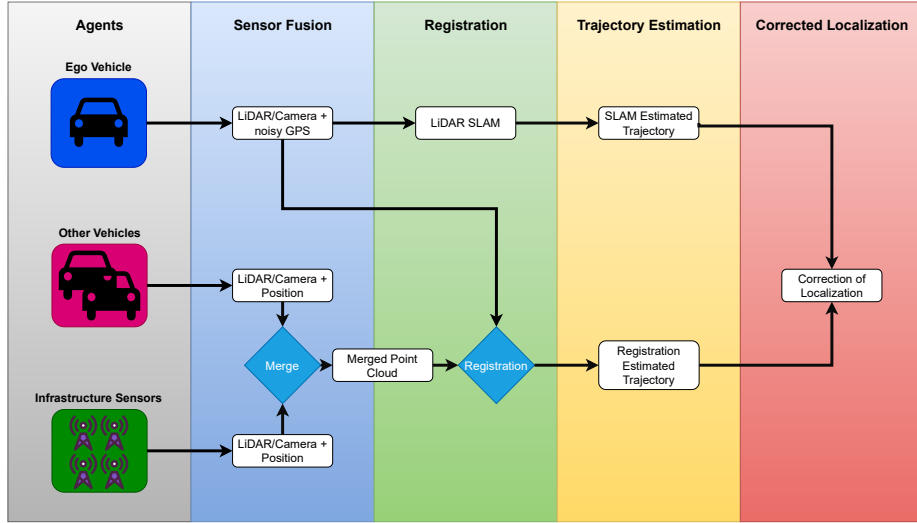 Agents
Sensor Fusion
Registration
Trajectory Estimation
Corrected Localization
Ego Vehicle
LiDAR/Camera +
noisy GPS
LiDAR SLAM
SLAM Estimated
Trajectory
Other Vehicles
LiDAR/Camera +
Position
Correction of
Localization
Merge
Merged Point
Cloud
Registration
Registration
Estimated
Trajectory
Infrastructure Sensors
LiDAR/Camera +
Position